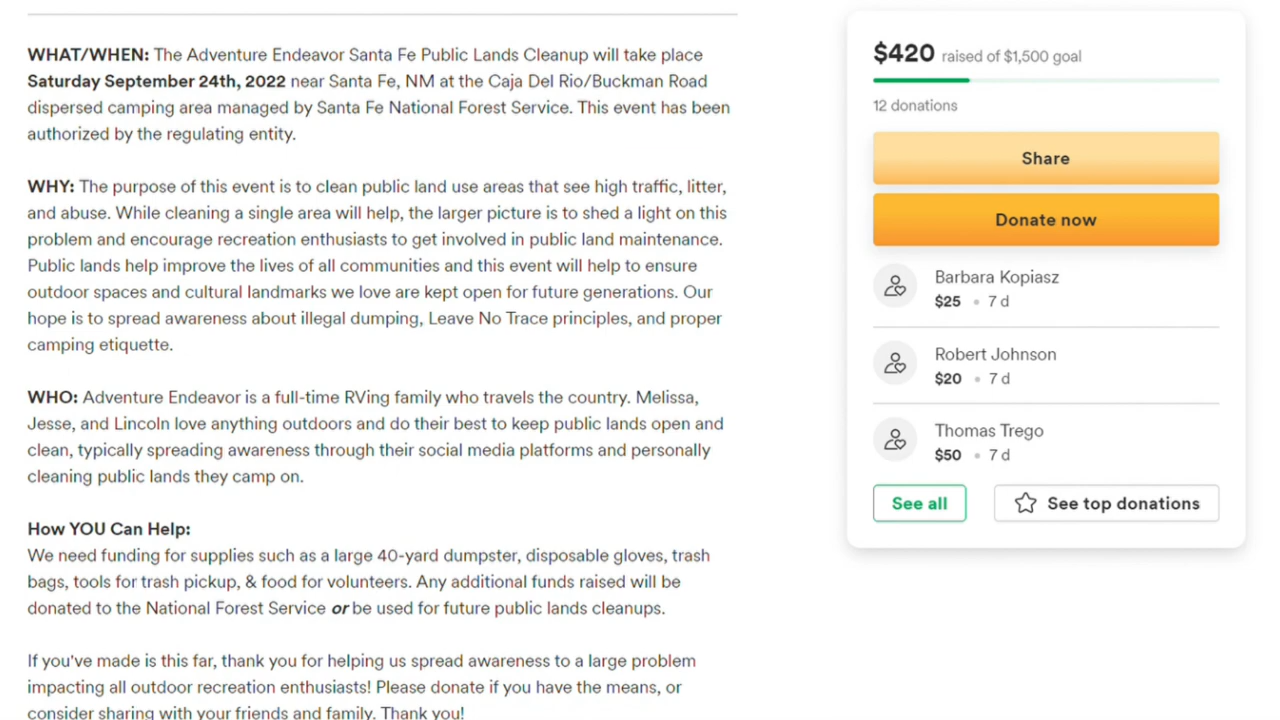 WHAT/WHEN: The Adventure Endeavor Santa Fe Public Lands Cleanup will take place
Saturday September 24th, 2022 near Santa Fe, NM at the Caja Del Rio/Buckman Road
dispersed camping area managed by Santa Fe National Forest Service. This event has been
authorized by the regulating entity.
WHY: The purpose of this event is to clean public land use areas that see high traffic, litter,
and abuse. While cleaning a single area will help, the larger picture is to shed a light on this
problem and encourage recreation enthusiasts to get involved in public land maintenance.
Public lands help improve the lives of all communities and this event will help to ensure
outdoor spaces and cultural landmarks we love are kept open for future generations. Our
hope is to spread awareness about illegal dumping, Leave No Trace principles, and proper
camping etiquette.
WHO: Adventure Endeavor is a full-time RVing family who travels the country. Melissa,
Jesse, and Lincoln love anything outdoors and do their best to keep public lands open and
clean, typically spreading awareness through their social media platforms and personally
cleaning public lands they camp on.
How YOU Can Help:
We need funding for supplies such as a large 40-yard dumpster, disposable gloves, trash
bags, tools for trash pickup, & food for volunteers. Any additional funds raised will be
donated to the National Forest Service or be used for future public lands cleanups.
If you've made is this far, thank you for helping us spread awareness to a large problem
impacting all outdoor recreation enthusiasts! Please donate if you have the means, or
consider sharing with your friends and family. Thank you!
$420 raised of $1,500 goal
12 donations
Share
Donate now
Barbara Kopiasz
$25 • 7 d
Robert Johnson
$20 • 7 d
Thomas Trego
$50 • 7 d
See all
See top donations